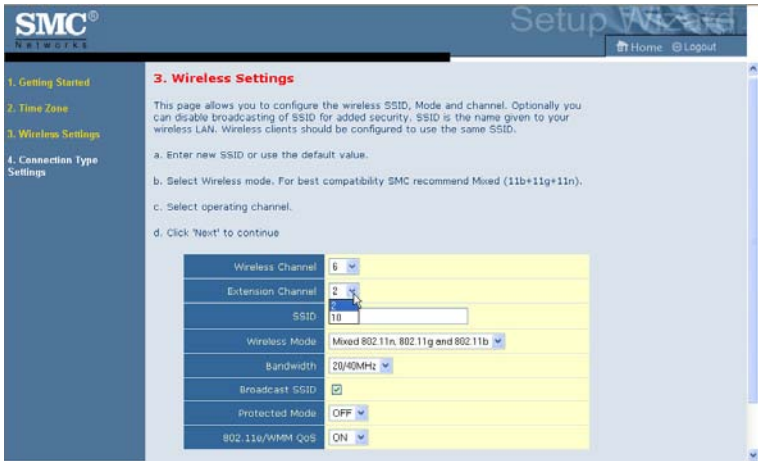 SMC®
Networks
Setup Wizard
Home Logout
1. Getting Started
2. Time Zone
3. Wireless Settings
4. Connection Type
Settings
3. Wireless Settings
This page allows you to configure the wireless SSID, Mode and channel. Optionally you
can disable broadcasting of SSID for added security. SSID is the name given to your
wireless LAN. Wireless clients should be configured to use the same SSID.
a. Enter new SSID or use the default value.
b. Select Wireless mode. For best compatibility SMC recommend Mixed (11b+11g+11n).
c. Select operating channel.
d. Click 'Next' to continue
Wireless Channel 6
Extension Channel 2
2
SSID 10
Wireless Mode Mixed 802.11n, 802.11g and 802.11b
Bandwidth 20/40MHz
Broadcast SSID
Protected Mode OFF
802.11e/WMM QoS ON